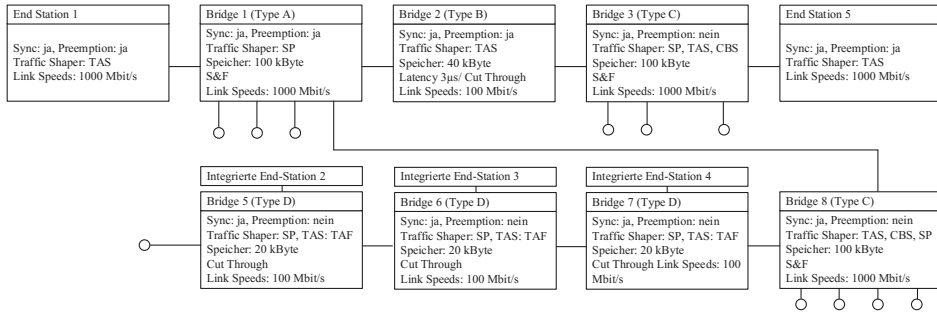 End Station 1
Sync: ja, Preemption: ja
Traffic Shaper: TAS
Link Speeds: 1000 Mbit/s
Bridge 1 (Type A)
Sync: ja, Preemption: ja
Traffic Shaper: SP
Speicher: 100 kByte
S&F
Link Speeds: 1000 Mbit/s
Bridge 2 (Type B)
Sync: ja, Preemption: ja
Traffic Shaper: TAS
Speicher: 40 kByte
Latency 3µs/ Cut Through
Link Speeds: 100 Mbit/s
Bridge 3 (Type C)
Sync: ja, Preemption: nein
Traffic Shaper: SP, TAS, CBS
Speicher: 100 kByte
S&F
Link Speeds: 1000 Mbit/s
End Station 5
Sync: ja, Preemption: ja
Traffic Shaper: TAS
Link Speeds: 1000 Mbit/s
Integrierte End-Station 2
Bridge 5 (Type D)
Sync: ja, Preemption: nein
Traffic Shaper: SP, TAS: TAF
Speicher: 20 kByte
Cut Through
Link Speeds: 100 Mbit/s
Integrierte End-Station 3
Bridge 6 (Type D)
Sync: ja, Preemption: nein
Traffic Shaper: SP, TAS: TAF
Speicher: 20 kByte
Cut Through
Link Speeds: 100 Mbit/s
Integrierte End-Station 4
Bridge 7 (Type D)
Sync: ja, Preemption: nein
Traffic Shaper: SP, TAS: TAF
Speicher: 20 kByte
Cut Through Link Speeds: 100
Mbit/s
Bridge 8 (Type C)
Sync: ja, Preemption: nein
Traffic Shaper: TAS, CBS, SP
Speicher: 100 kByte
S&F
Link Speeds: 1000 Mbit/s